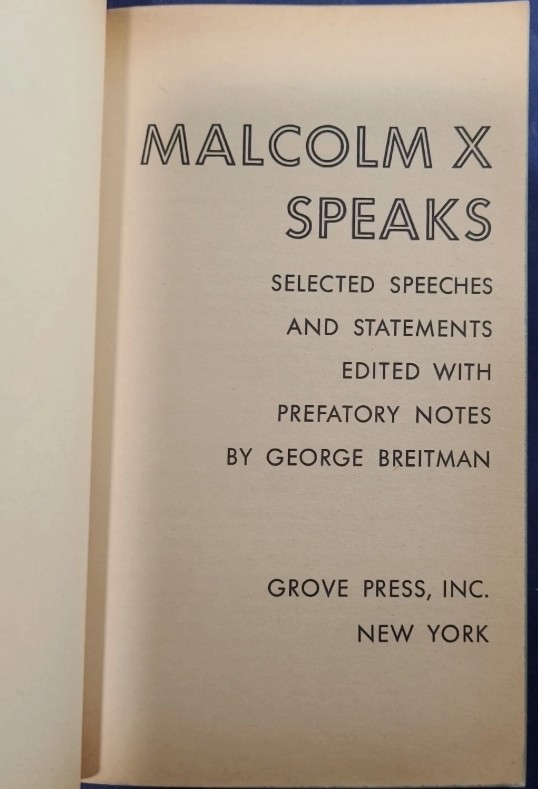 MALCOLM X
SPEAKS
SELECTED SPEECHES
AND STATEMENTS
EDITED WITH
PREFATORY NOTES
BY GEORGE BREITMAN
GROVE PRESS, INC.
NEW YORK